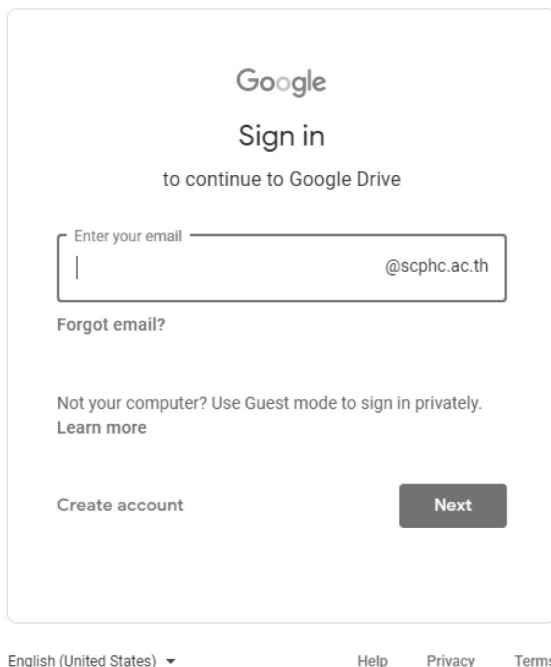 Google
Sign in
to continue to Google Drive
Enter your email
@scphc.ac.th
Forgot email?
Not your computer? Use Guest mode to sign in privately.
Learn more
Create account
Next
English (United States)
Help Privacy Terms